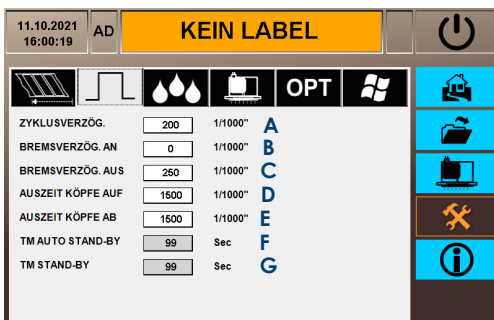 11.10.2021
16:00:19
AD
KEIN LABEL
OPT
ZYKLUSVERZÖG. 200 1/1000" A
BREMSVERZÖG. AN 0 1/1000" B
BREMSVERZÖG. AUS 250 1/1000" C
AUSZEIT KÖPFE AUF 1500 1/1000" D
AUSZEIT KÖPFE AB 1500 1/1000" E
TM AUTO STAND-BY 99 Sec F
TM STAND-BY 99 Sec G